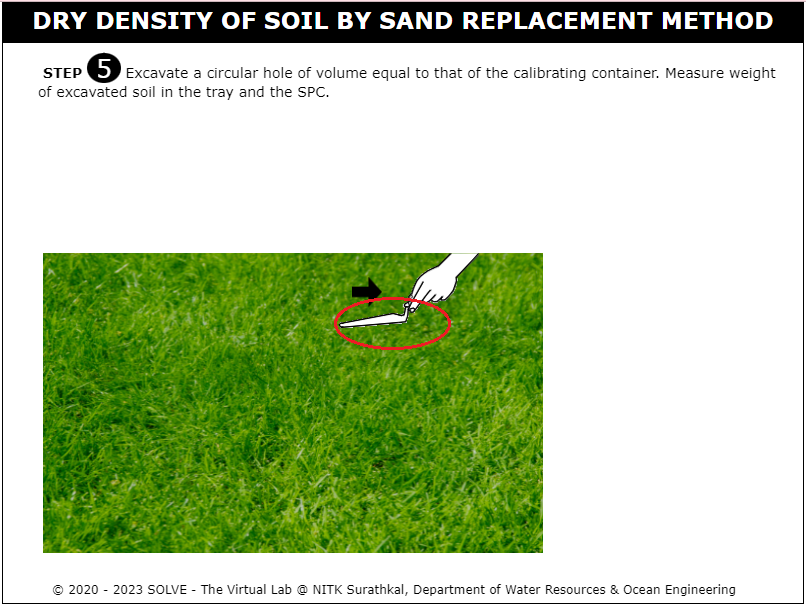 DRY DENSITY OF SOIL BY SAND REPLACEMENT METHOD
STEP 5 Excavate a circular hole of volume equal to that of the calibrating container. Measure weight
of excavated soil in the tray and the SPC.
© 2020 - 2023 SOLVE - The Virtual Lab @ NITK Surathkal, Department of Water Resources & Ocean Engineering